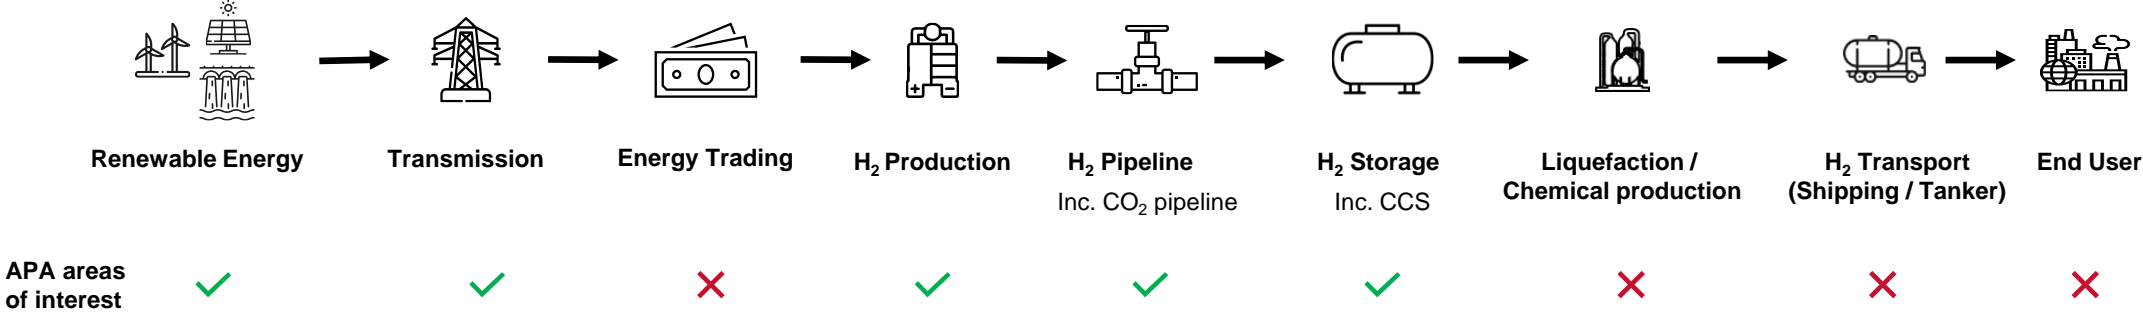 Renewable Energy
Transmission
Energy Trading
H₂ Production
H₂ Pipeline
Inc. CO₂ pipeline
H₂ Storage
Inc. CCS
Liquefaction /
Chemical production
H₂ Transport
(Shipping / Tanker)
End User
APA areas
of interest